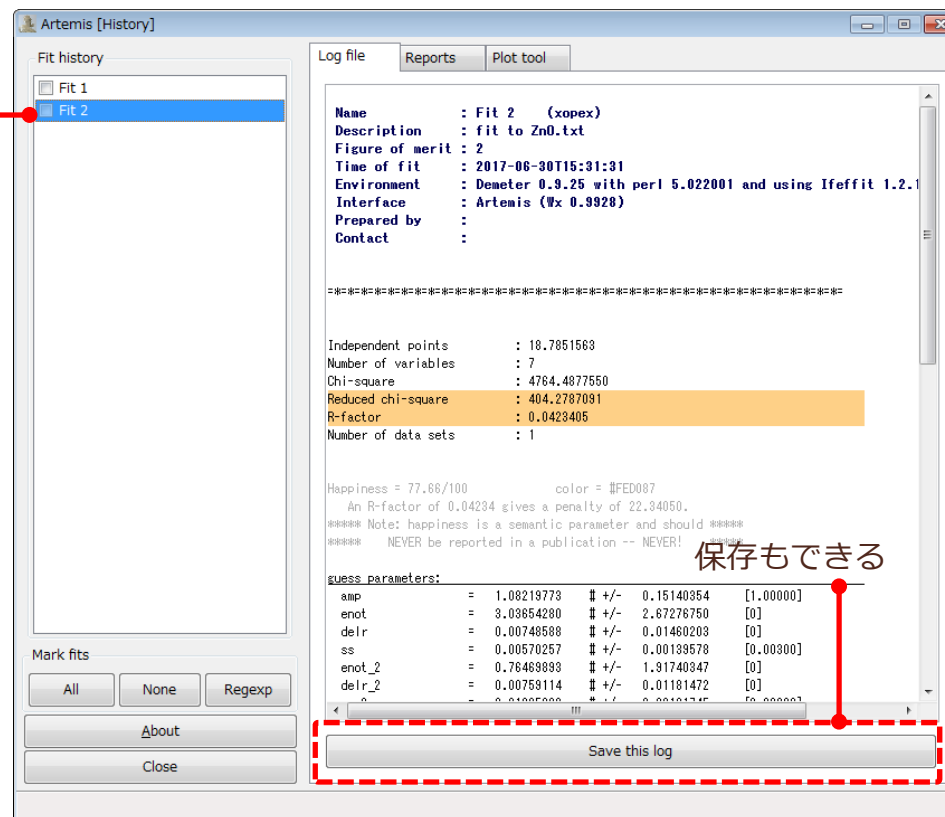 Artemis [History]
Fit history
Fit 1
Fit 2
Mark fits
All None Regexp
About
Close
Log file Reports Plot tool
Name : Fit 2 (xopex)
Description : fit to ZnO.txt
Figure of merit : 2
Time of fit : 2017-06-30T15:31:31
Environment : Demeter 0.9.25 with perl 5.022001 and using Ifeffit 1.2.1
Interface : Artemis (Wx 0.9928)
Prepared by :
Contact :
=*=*=*=*=*=*=*=*=*=*=*=*=*=*=*=*=*=*=*=*=*=*=*=*=*=*=*=*=*=*=*=*=*=*=*=*=*=*=
Independent points : 18.7851563
Number of variables : 7
Chi-square : 4764.4877550
Reduced chi-square : 404.2787091
R-factor : 0.0423405
Number of data sets : 1
Happiness = 77.66/100 color = #FED087
An R-factor of 0.04234 gives a penalty of 22.34050.
***** Note: happiness is a semantic parameter and should *****
***** NEVER be reported in a publication -- NEVER! *****
保存もできる
guess parameters:
amp = 1.08219773 # +/- 0.15140354 [1.00000]
enot = 3.03654280 # +/- 2.67276750 [0]
delr = 0.00748588 # +/- 0.01460203 [0]
ss = 0.00570257 # +/- 0.00139578 [0.00300]
enot_2 = 0.76469893 # +/- 1.91740347 [0]
delr_2 = 0.00759114 # +/- 0.01181472 [0]
Save this log